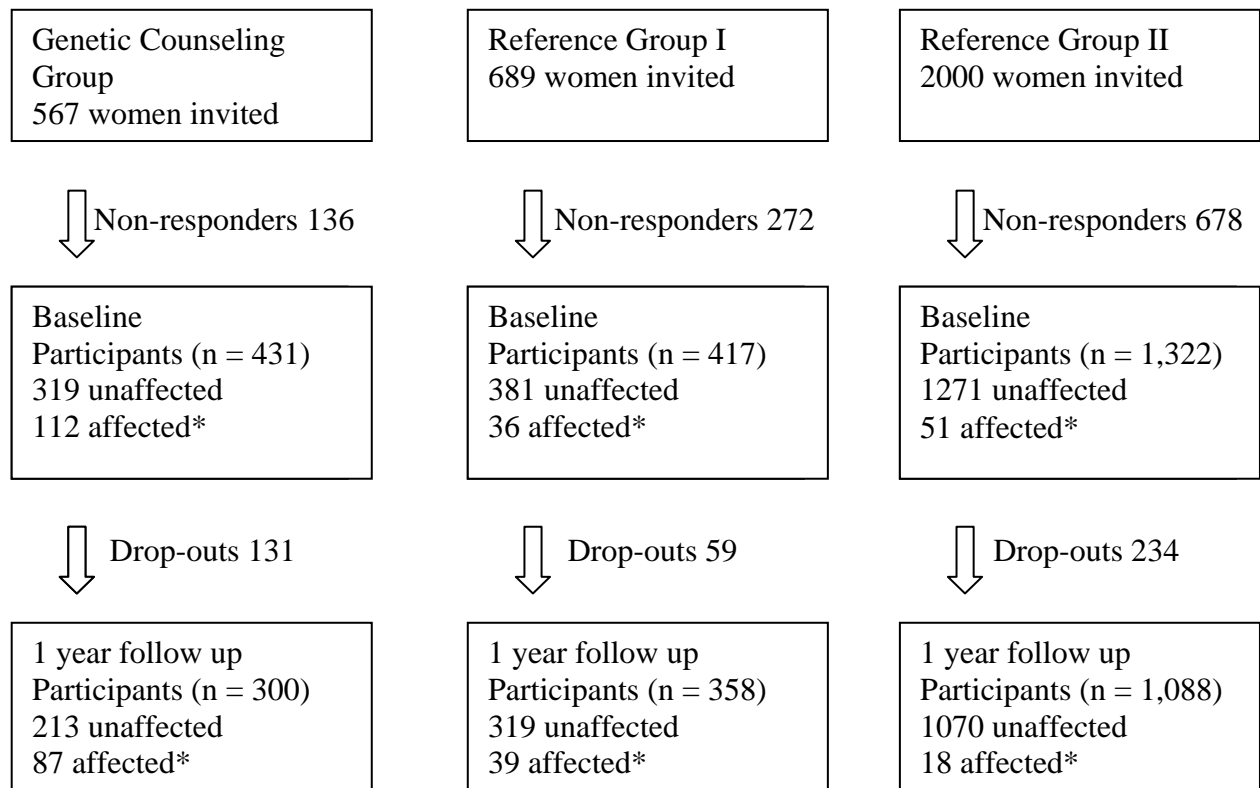 Genetic Counseling
Group
567 women invited
Reference Group I
689 women invited
Reference Group II
2000 women invited
Non-responders 136
Non-responders 272
Non-responders 678
Baseline
Participants (n = 431)
319 unaffected
112 affected*
Baseline
Participants (n = 417)
381 unaffected
36 affected*
Baseline
Participants (n = 1,322)
1271 unaffected
51 affected*
Drop-outs 131
Drop-outs 59
Drop-outs 234
1 year follow up
Participants (n = 300)
213 unaffected
87 affected*
1 year follow up
Participants (n = 358)
319 unaffected
39 affected*
1 year follow up
Participants (n = 1,088)
1070 unaffected
18 affected*